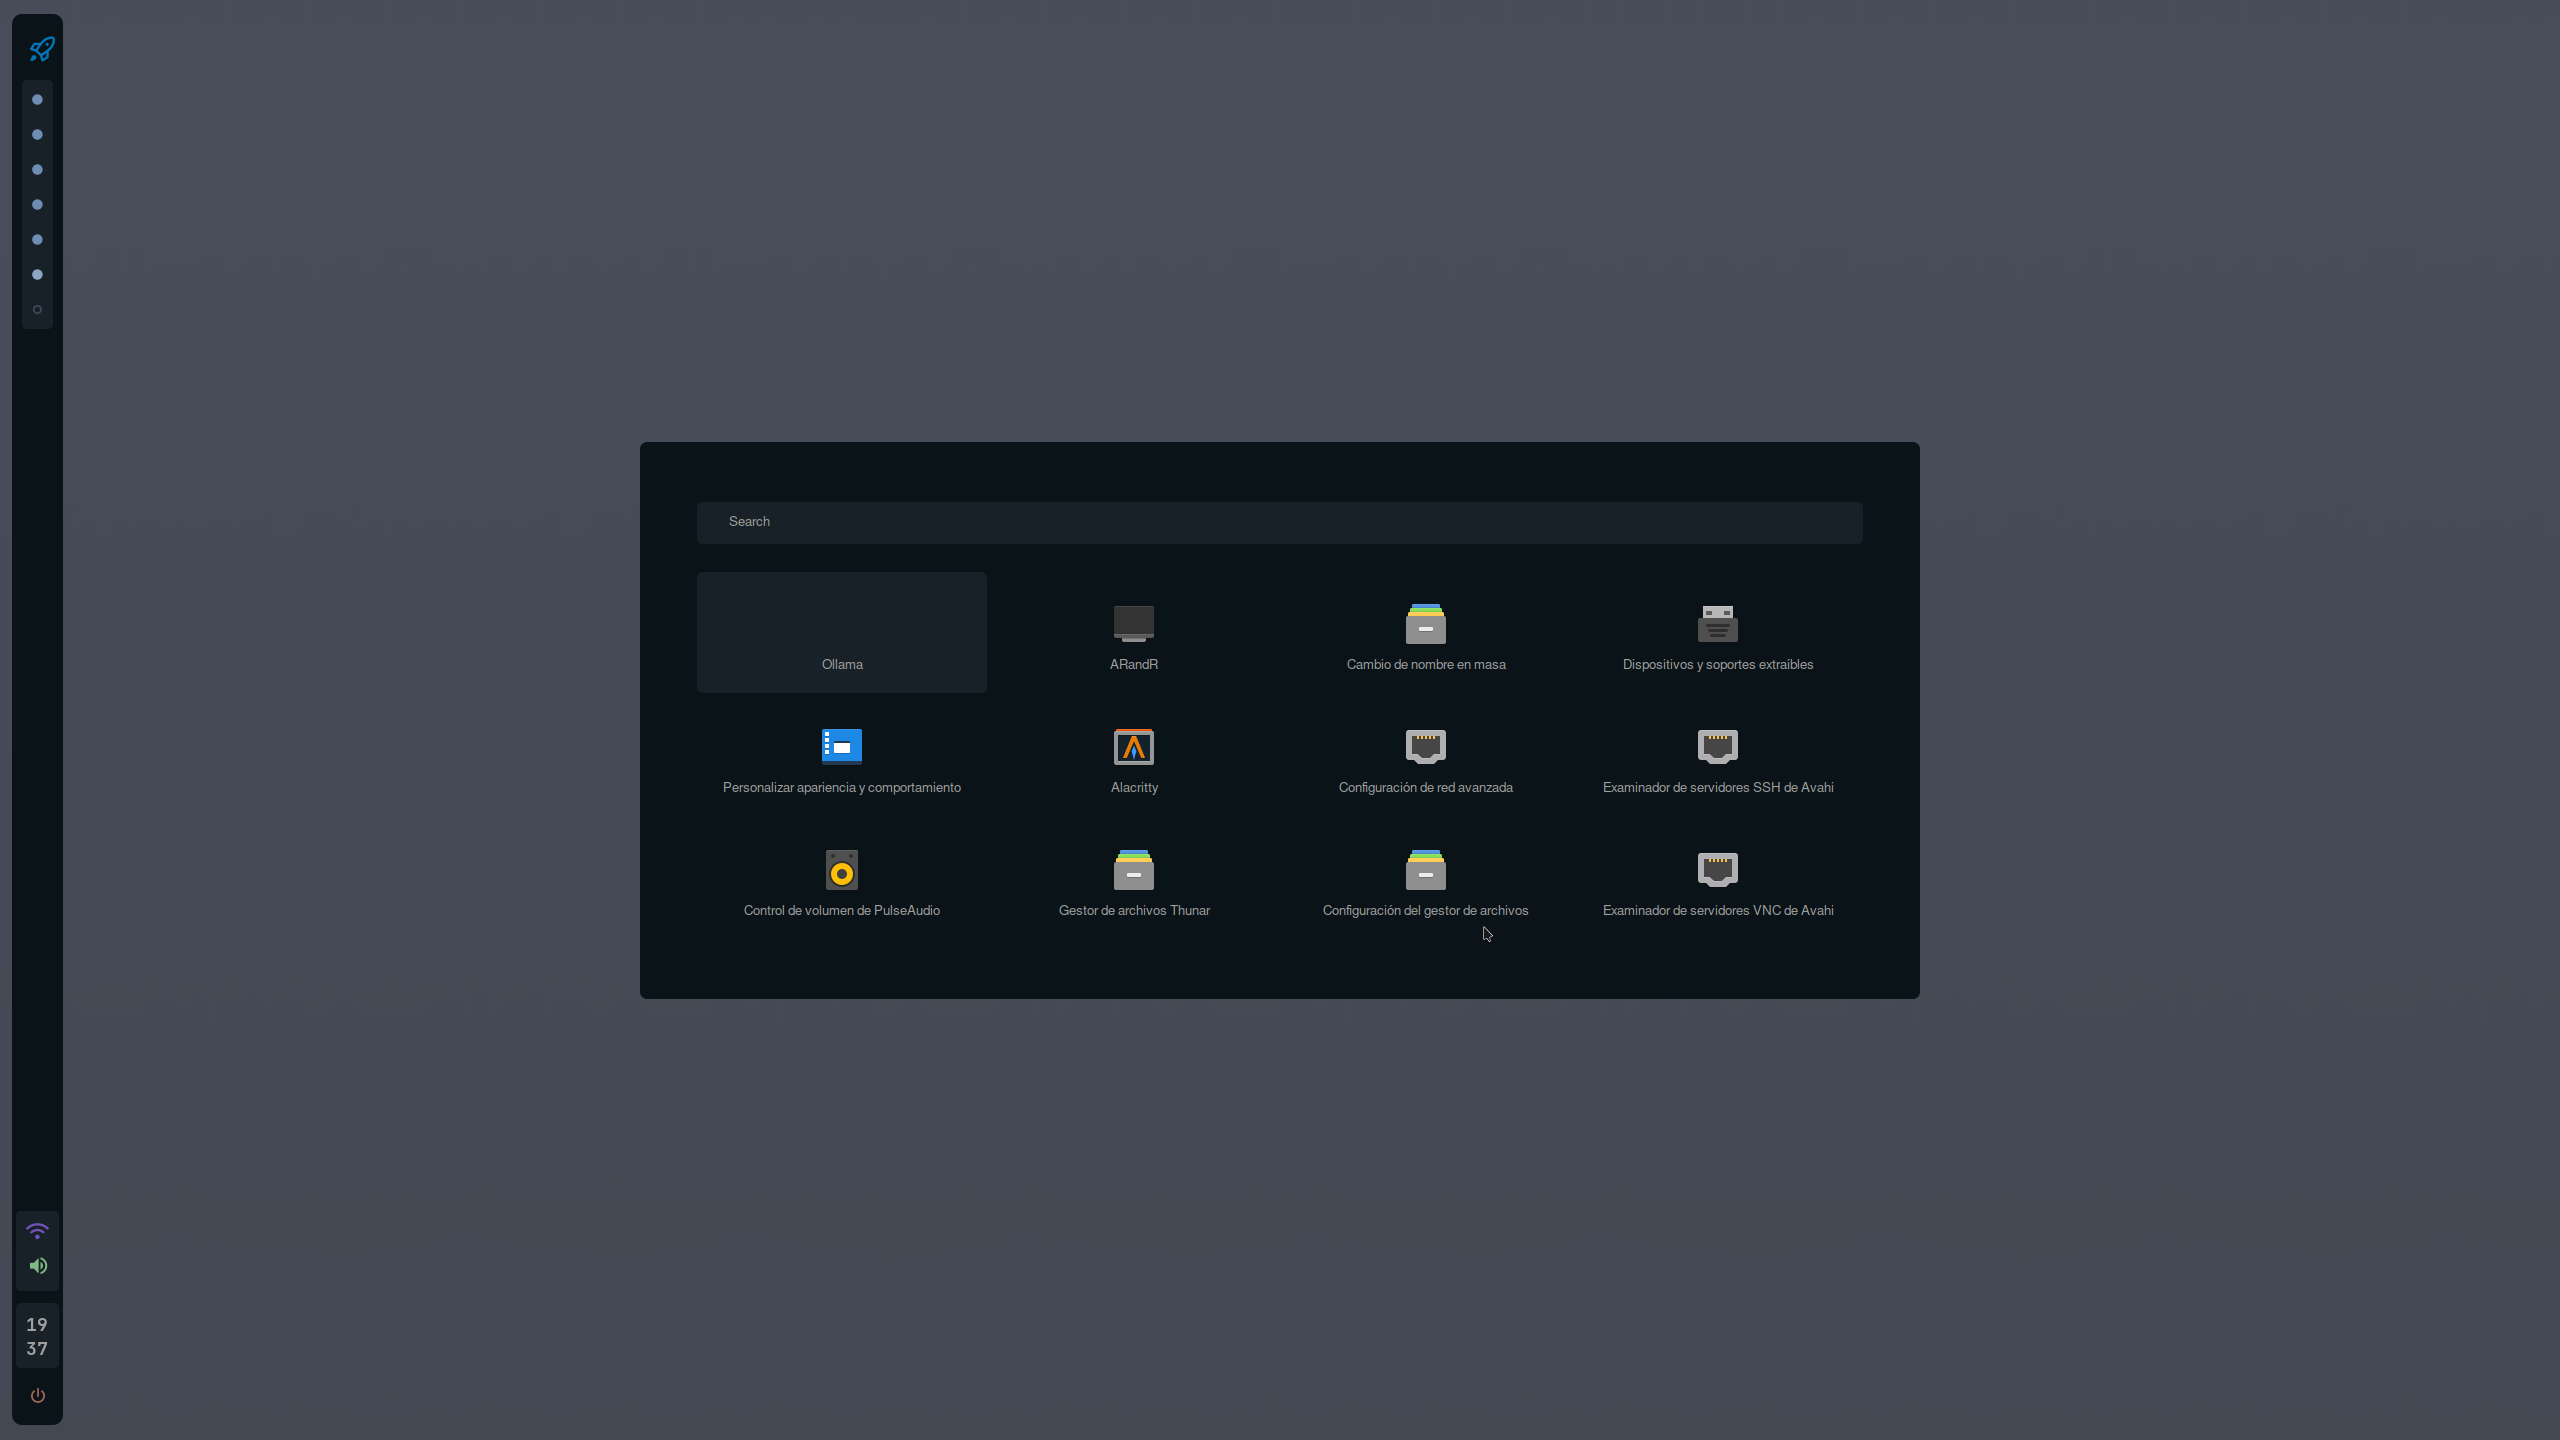 Search
Ollama
ARandR
Cambio de nombre en masa
Dispositivos y soportes extraíbles
Personalizar apariencia y comportamiento
Alacritty
Configuración de red avanzada
Examinador de servidores SSH de Avahi
Control de volumen de PulseAudio
Gestor de archivos Thunar
Configuración del gestor de archivos
Examinador de servidores VNC de Avahi
19
37